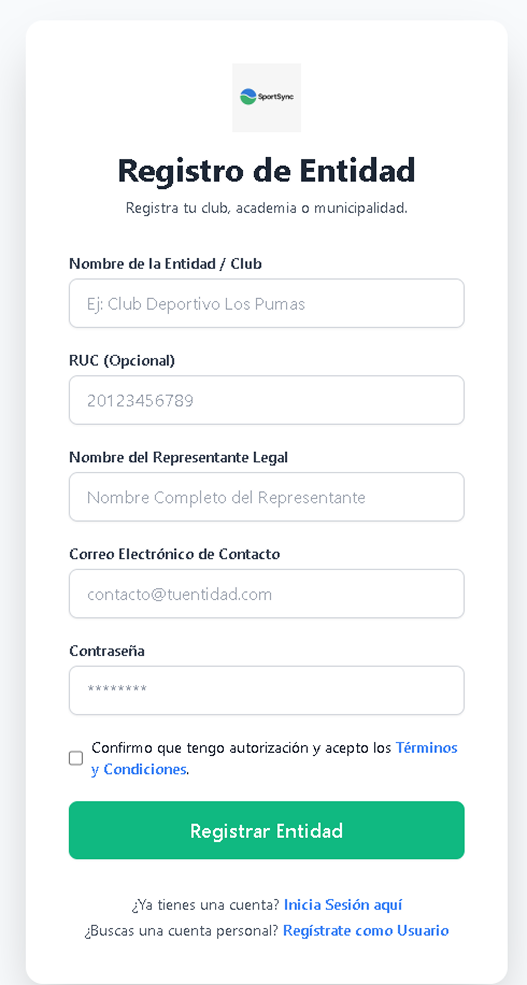 SportSync
Registro de Entidad
Registra tu club, academia o municipalidad.
Nombre de la Entidad / Club
Ej: Club Deportivo Los Pumas
RUC (Opcional)
20123456789
Nombre del Representante Legal
Nombre Completo del Representante
Correo Electrónico de Contacto
contacto@tuentidad.com
Contraseña
********
Confirmo que tengo autorización y acepto los Términos
y Condiciones.
Registrar Entidad
¿Ya tienes una cuenta? Inicia Sesión aquí
¿Buscas una cuenta personal? Regístrate como Usuario